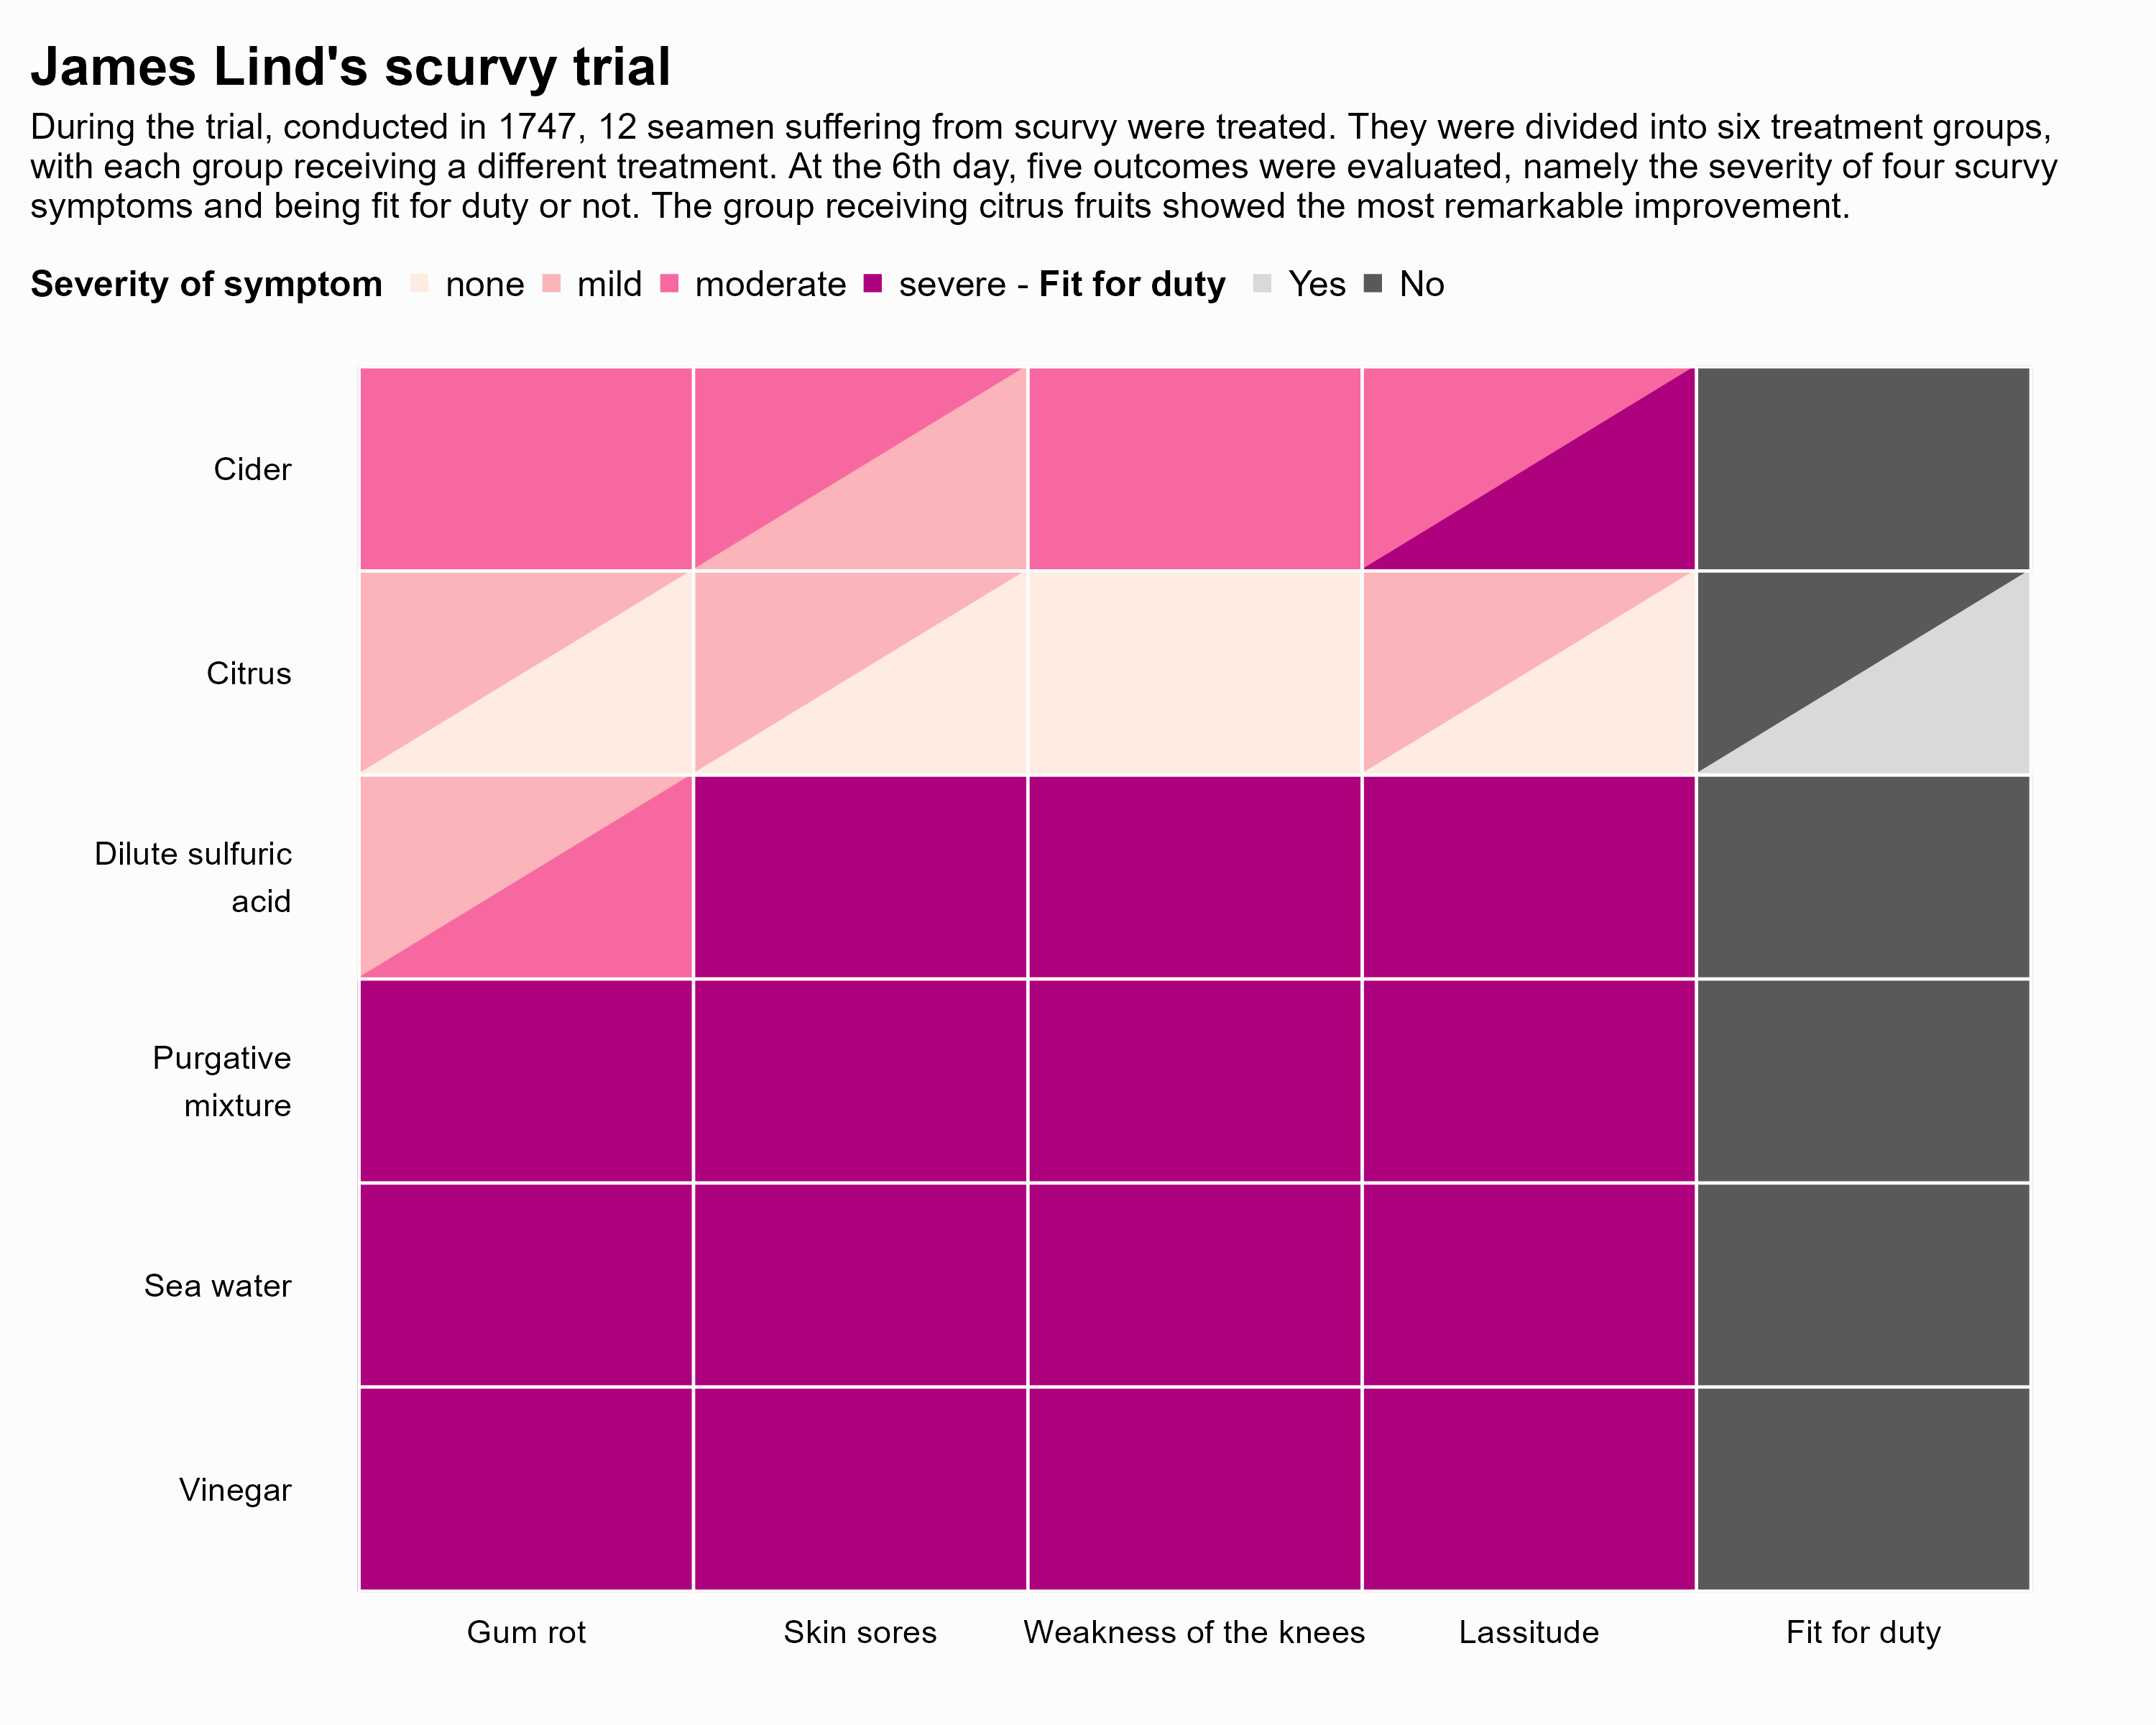 James Lind's scurvy trial
During the trial, conducted in 1747, 12 seamen suffering from scurvy were treated. They were divided into six treatment groups,
with each group receiving a different treatment. At the 6th day, five outcomes were evaluated, namely the severity of four scurvy
symptoms and being fit for duty or not. The group receiving citrus fruits showed the most remarkable improvement.
Severity of symptom none mild moderate severe - Fit for duty Yes No
Cider
Citrus
Dilute sulfuric
acid
Purgative
mixture
Sea water
Vinegar
Gum rot Skin sores Weakness of the knees Lassitude Fit for duty